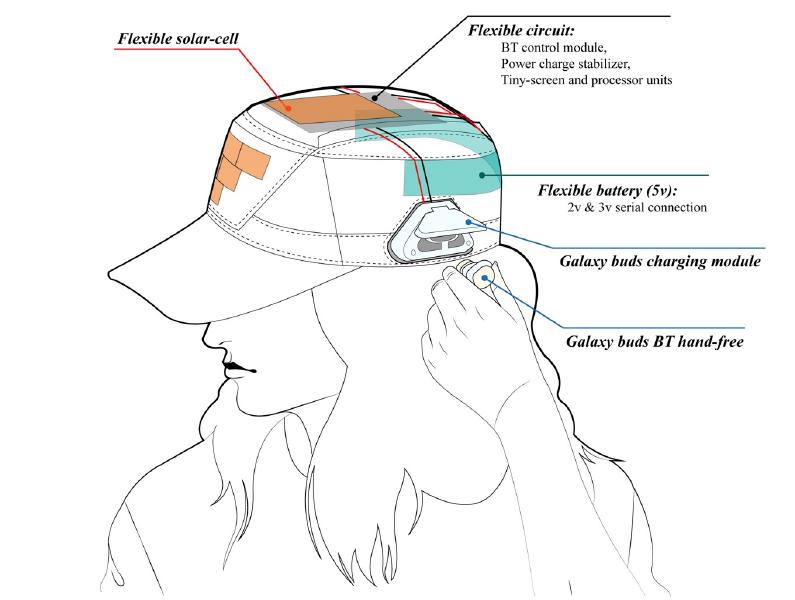 Flexible solar-cell
Flexible circuit:
BT control module,
Power charge stabilizer,
Tiny-screen and processor units
Flexible battery (5v):
2v & 3v serial connection
Galaxy buds charging module
Galaxy buds BT hand-free